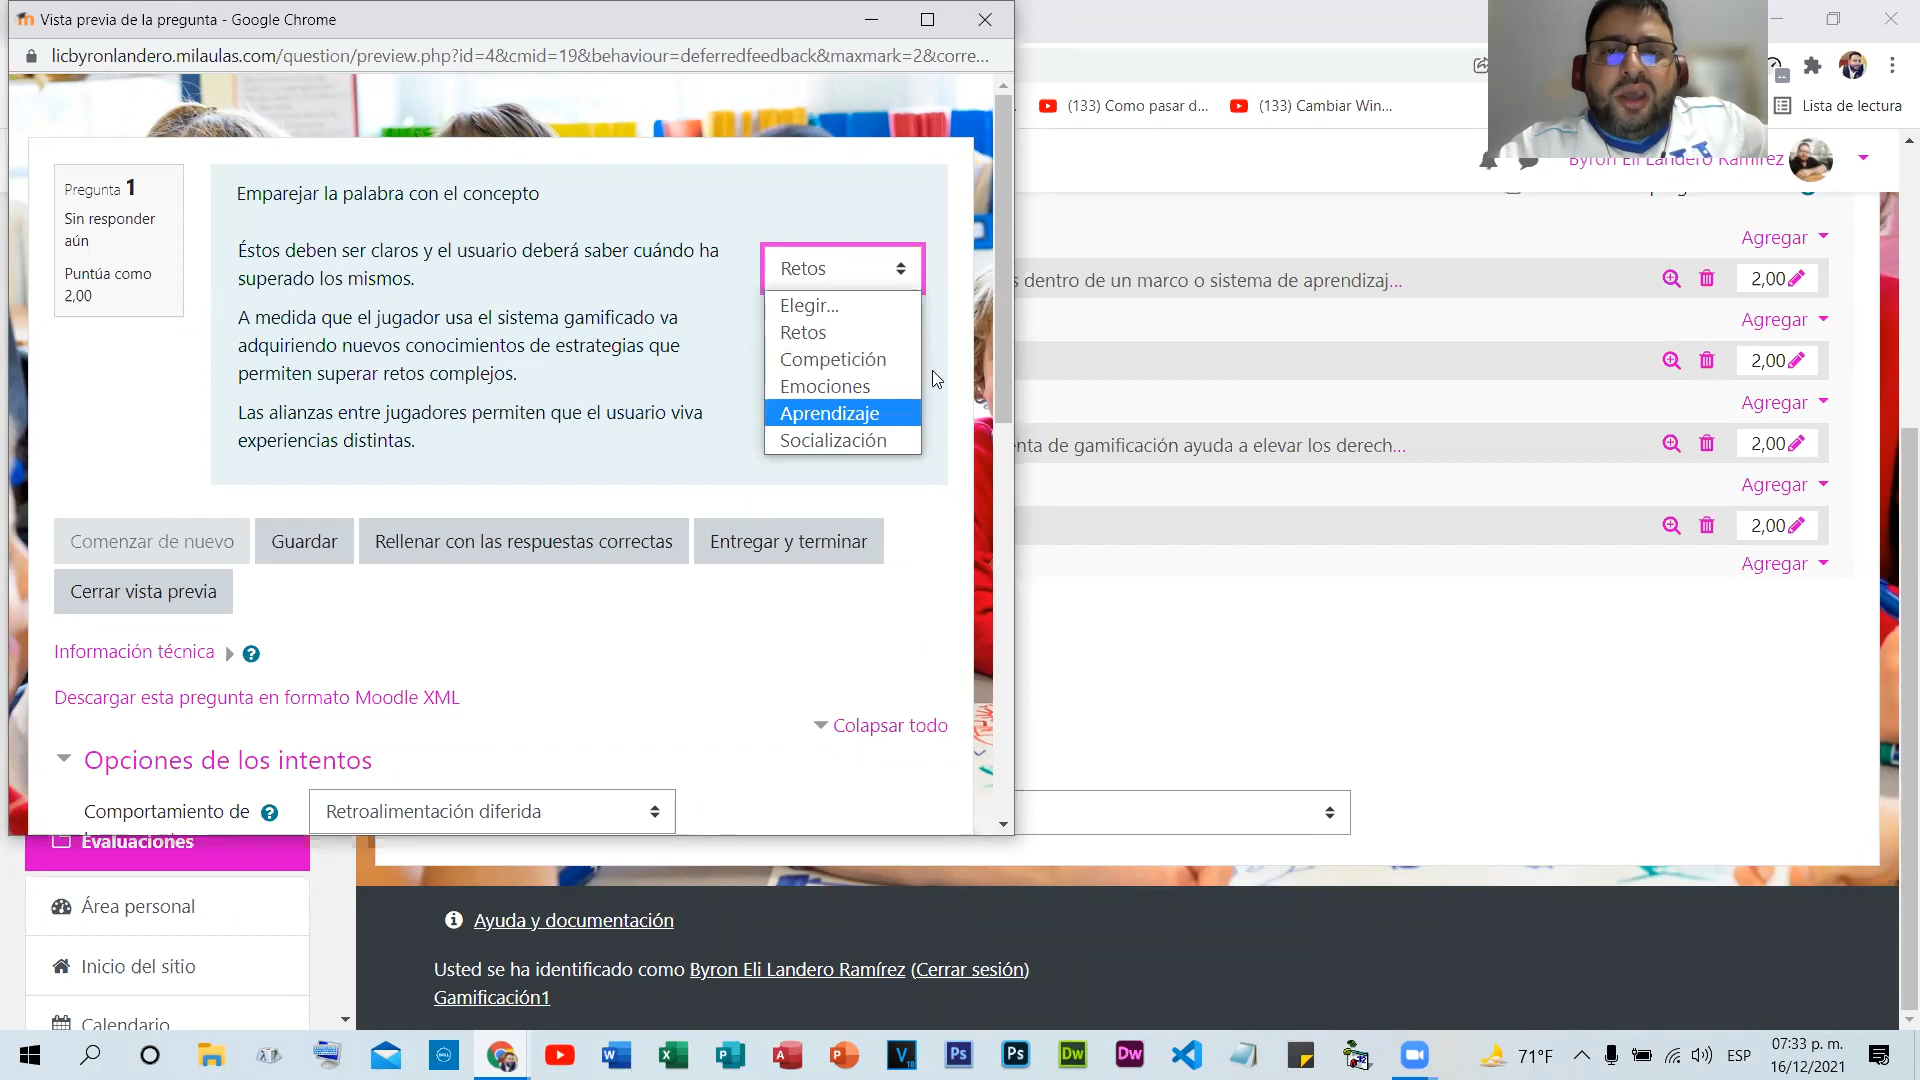 Vista previa de la pregunta - Google Chrome
licbyronlandero.milaulas.com/question/preview.php?id=4&cmid=19&behaviour=deferredfeedback&maxmark=2&corre...
(133) Como pasar d...
(133) Cambiar Win...
Lista de lectura
Byron Eli Landero Ramírez
Pregunta 1
Sin responder
aún
Puntúa como
2,00
Emparejar la palabra con el concepto
Éstos deben ser claros y el usuario deberá saber cuándo ha
superado los mismos.
A medida que el jugador usa el sistema gamificado va
adquiriendo nuevos conocimientos de estrategias que
permiten superar retos complejos.
Las alianzas entre jugadores permiten que el usuario viva
experiencias distintas.
Retos
Elegir...
Retos
Competición
Emociones
Aprendizaje
Socialización
Comenzar de nuevo
Guardar
Rellenar con las respuestas correctas
Entregar y terminar
Cerrar vista previa
Información técnica
Descargar esta pregunta en formato Moodle XML
Colapsar todo
Opciones de los intentos
Comportamiento de
Retroalimentación diferida
Agregar
s dentro de un marco o sistema de aprendizaj...
2,00
Agregar
2,00
Agregar
enta de gamificación ayuda a elevar los derech...
2,00
Agregar
2,00
Agregar
Evaluaciones
Área personal
Inicio del sitio
Calendario
Ayuda y documentación
Usted se ha identificado como Byron Eli Landero Ramírez (Cerrar sesión)
Gamificación1
71°F
ESP
07:33 p. m.
16/12/2021